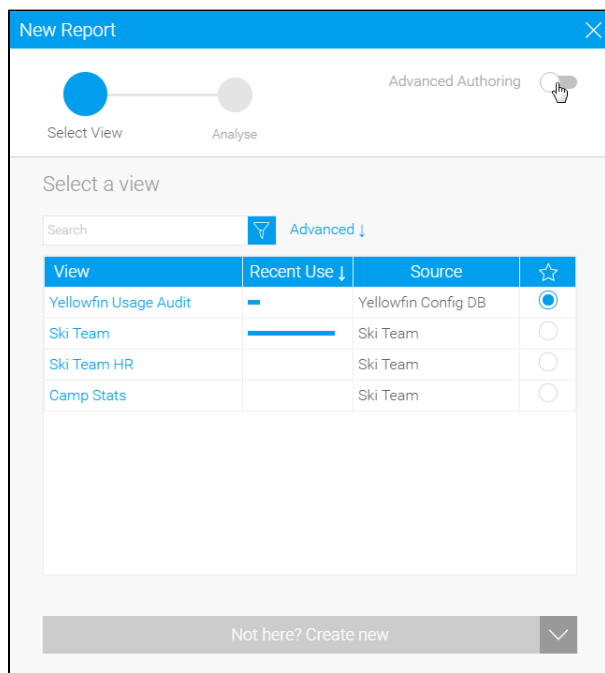 New Report
Advanced Authoring
Select View
Analyse
Select a view
Search
Advanced ↓
View Recent Use ↓ Source
Yellowfin Usage Audit Yellowfin Config DB
Ski Team Ski Team
Ski Team HR Ski Team
Camp Stats Ski Team
Not here? Create new